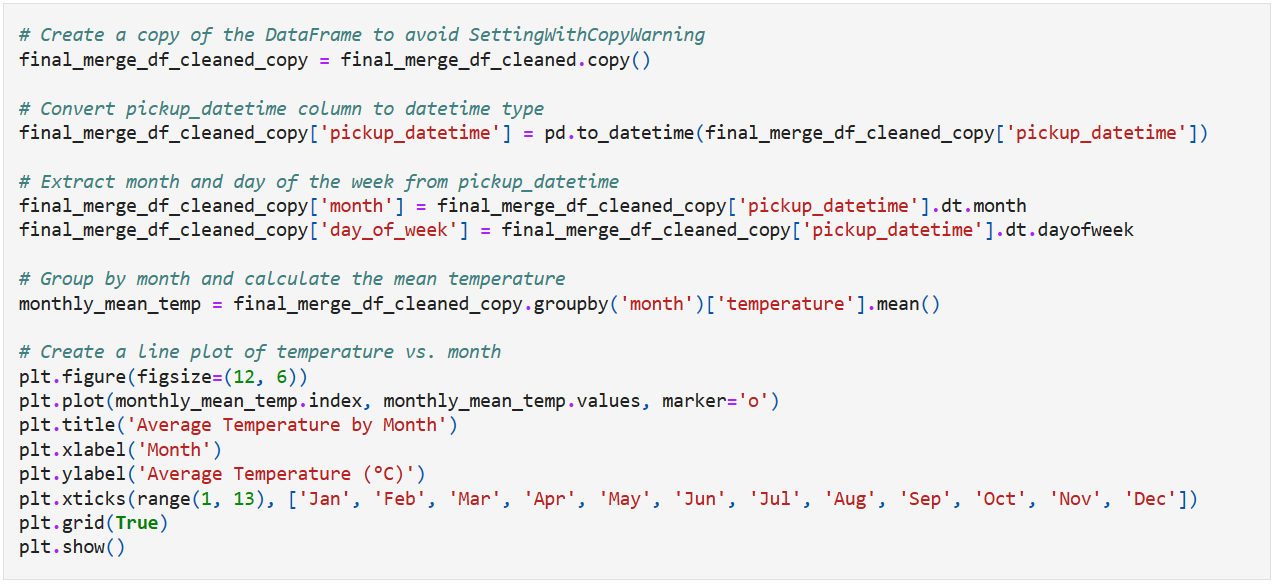 # Create a copy of the DataFrame to avoid SettingWithCopyWarning
final_merge_df_cleaned_copy = final_merge_df_cleaned.copy()
# Convert pickup_datetime column to datetime type
final_merge_df_cleaned_copy['pickup_datetime'] = pd.to_datetime(final_merge_df_cleaned_copy['pickup_datetime'])
# Extract month and day of the week from pickup_datetime
final_merge_df_cleaned_copy['month'] = final_merge_df_cleaned_copy['pickup_datetime'].dt.month
final_merge_df_cleaned_copy['day_of_week'] = final_merge_df_cleaned_copy['pickup_datetime'].dt.dayofweek
# Group by month and calculate the mean temperature
monthly_mean_temp = final_merge_df_cleaned_copy.groupby('month')['temperature'].mean()
# Create a line plot of temperature vs. month
plt.figure(figsize=(12, 6))
plt.plot(monthly_mean_temp.index, monthly_mean_temp.values, marker='o')
plt.title('Average Temperature by Month')
plt.xlabel('Month')
plt.ylabel('Average Temperature (°C)')
plt.xticks(range(1, 13), ['Jan', 'Feb', 'Mar', 'Apr', 'May', 'Jun', 'Jul', 'Aug', 'Sep', 'Oct', 'Nov', 'Dec'])
plt.grid(True)
plt.show()